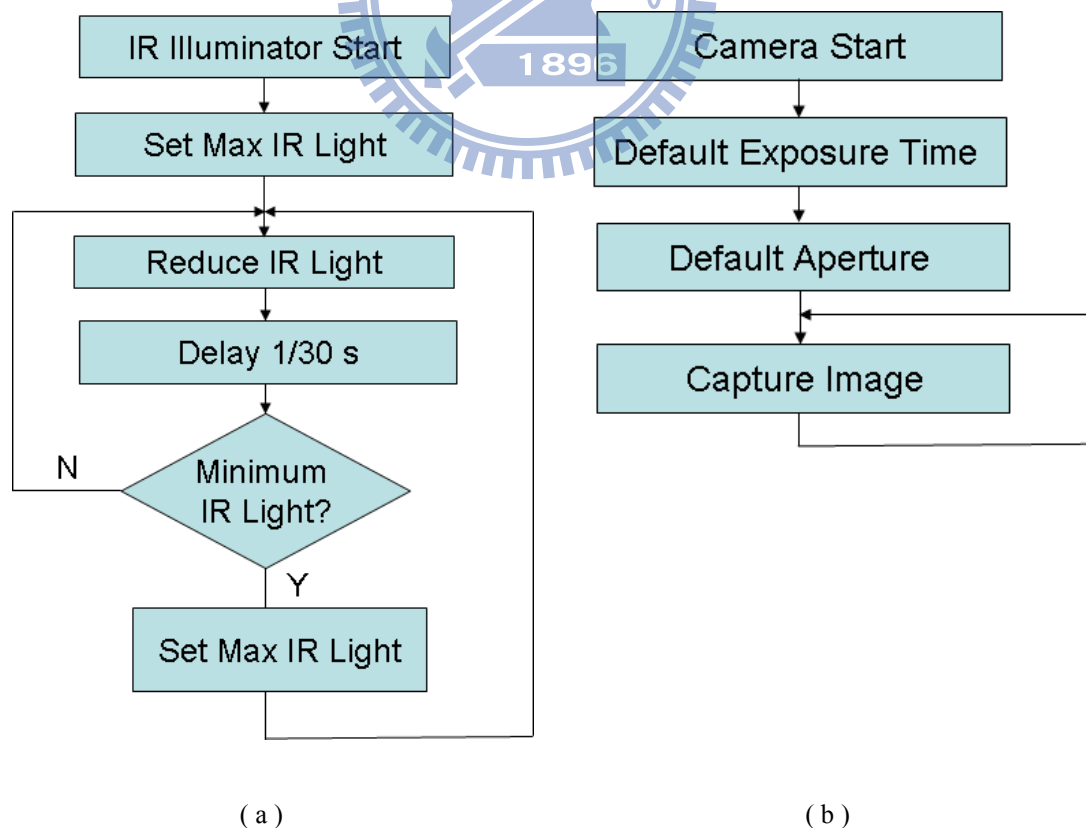 IR Illuminator Start
Set Max IR Light
Reduce IR Light
Delay 1/30 s
Minimum
IR Light?
N
Y
Set Max IR Light
( a )
1896
Camera Start
Default Exposure Time
Default Aperture
Capture Image
( b )